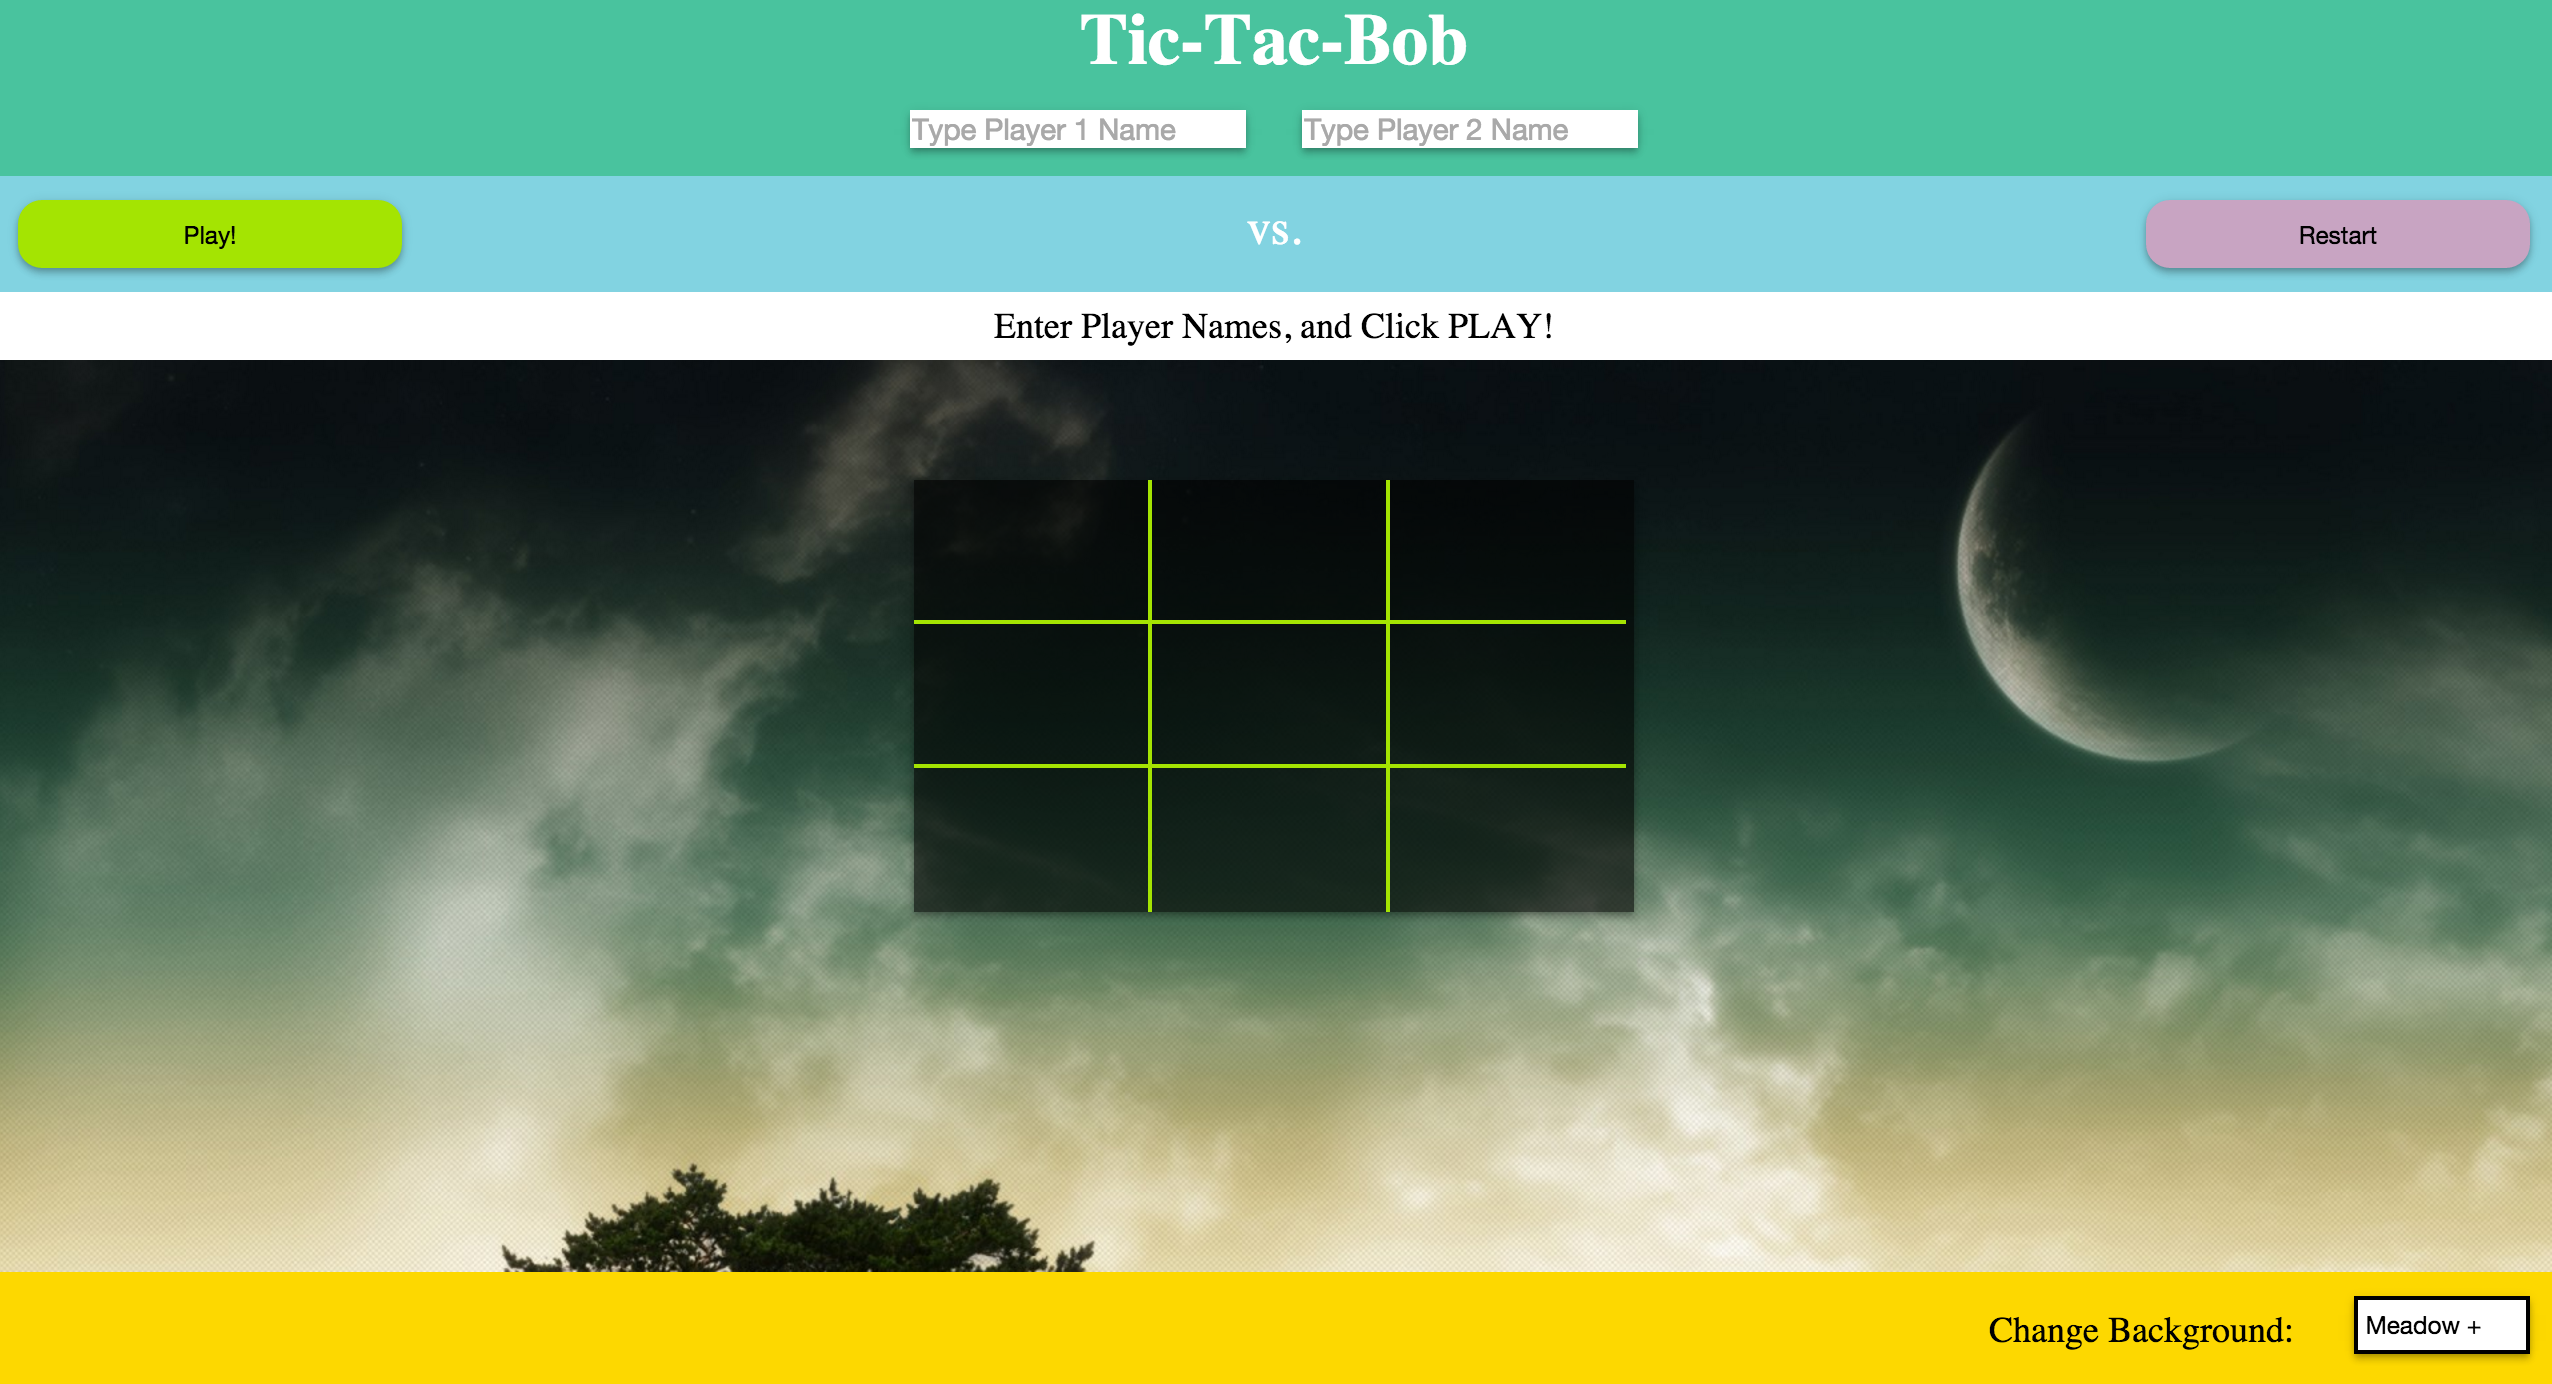 Tic-Tac-Bob
Type Player 1 Name Type Player 2 Name
Play! vs. Restart
Enter Player Names, and Click PLAY!
Change Background: Meadow +